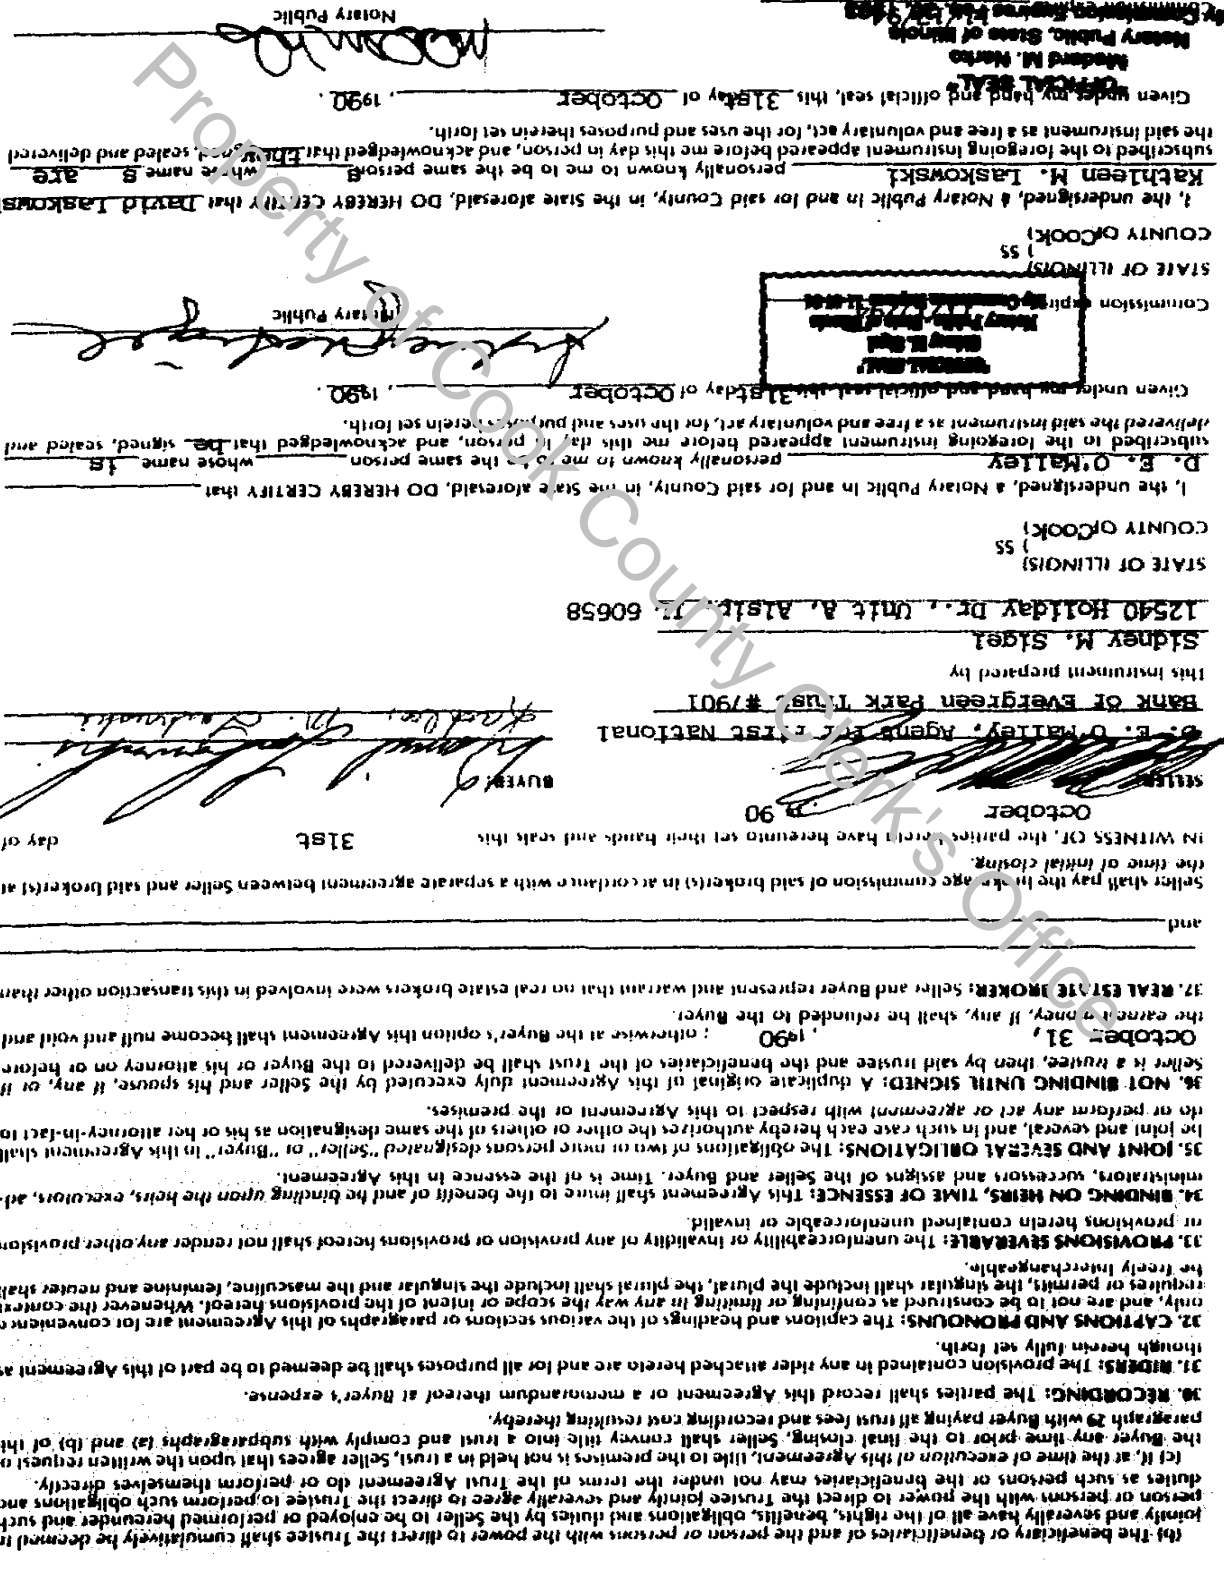 (b) The beneficiary or beneficiaries of and the person or persons with the power to direct the Trustee shall cumulatively be deemed to
jointly and severally have all of the rights, benefits, obligations and duties by the Seller to be enjoyed or performed hereunder and such
person or persons with the power to direct the Trustee jointly and severally agree to direct the Trustee to perform such obligations and
duties as such persons or the beneficiaries may not under the terms of the Trust Agreement do or perform themselves directly.
(c) If, at the time of execution of this Agreement, title to the premises is not held in a trust, Seller agrees that upon the written request
the Buyer any time prior to the final closing, Seller shall convey title into a trust and comply with subparagraphs (a) and (b) of this
paragraph 29 with Buyer paying all trust fees and recording cost resulting thereby.
30. RECORDING: The parties shall record this Agreement or a memorandum thereof at Buyer's expense.
31. RIDERS: The provision contained in any rider attached hereto are and for all purposes shall be deemed to be part of this Agreement as
though herein fully set forth.
32. CAPTIONS AND PRONOUNS: The captions and headings of the various sections or paragraphs of this Agreement are for convenience
only, and are not to be construed as confining or limiting in any way the scope or intent of the provisions hereof. Whenever the context
requires or permits, the singular shall include the plural, the plural shall include the singular and the masculine, feminine and neuter shall
be freely interchangeable.
33. PROVISIONS SEVERABLE: The unenforceability or invalidity of any provision or provisions hereof shall not render any other provision
or provisions herein contained unenforceable or invalid.
34. BINDING ON HEIRS, TIME OF ESSENCE: This Agreement shall inure to the benefit of and be binding upon the heirs, executors, ad-
ministrators, successors and assigns of the Seller and Buyer. Time is of the essence in this Agreement.
35. JOINT AND SEVERAL OBLIGATIONS: The obligations of two or more persons designated "Seller" or "Buyer" in this Agreement shall
be joint and several, and in such case each hereby authorizes the other or others of the same designation as his or her attorney-in-fact to
do or perform any act or agreement with respect to this Agreement or the premises.
36. NOT BINDING UNTIL SIGNED: A duplicate original of this Agreement duly executed by the Seller and his spouse, if any, or if
Seller is a trustee, then by said trustee and the beneficiaries of the Trust shall be delivered to the Buyer or his attorney on or before
October 31, , 1990 ; otherwise at the Buyer's option this Agreement shall become null and void and
the earnest money, if any, shall be refunded to the Buyer.
37. REAL ESTATE BROKER: Seller and Buyer represent and warrant that no real estate brokers were involved in this transaction other than
and
Seller shall pay the brokerage commission of said broker(s) in accordance with a separate agreement between Seller and said broker(s) at
the time of initial closing.
IN WITNESS OF, the parties hereto have hereunto set their hands and seals this 31st day of
October 90
SELLER: BUYER:
D. E. O'Malley, Agent for First National
Bank of Evergreen Park Trust #7901
Kathleen M. Laskowski
This instrument prepared by
Sidney M. Sigel
12540 Holiday Dr., Unit A, Alsip, IL 60658
STATE OF ILLINOIS)
) SS
COUNTY OF COOK)
I, the undersigned, a Notary Public in and for said County, in the State aforesaid, DO HEREBY CERTIFY that
D. E. O'Malley personally known to me to be the same person whose name is
subscribed to the foregoing instrument appeared before me this day in person, and acknowledged that he signed, sealed and
delivered the said instrument as a free and voluntary act, for the uses and purposes herein set forth.
Given under my hand and official seal, this 31st day of October , 1990 .
Notary Public
Commission expires
STATE OF ILLINOIS)
) SS
COUNTY OF COOK)
I, the undersigned, a Notary Public in and for said County, in the State aforesaid, DO HEREBY CERTIFY that David Laskowski
Kathleen M. Laskowski personally known to me to be the same persons whose name s are
subscribed to the foregoing instrument appeared before me this day in person, and acknowledged that they signed, sealed and delivered
the said instrument as a free and voluntary act, for the uses and purposes therein set forth.
Given under my hand and official seal, this 31st day of October , 1990 .
"OFFICIAL SEAL"
Medard M. Narko
Notary Public, State of Illinois
My Commission Expires
Notary Public
Property of Cook County Clerk's Office